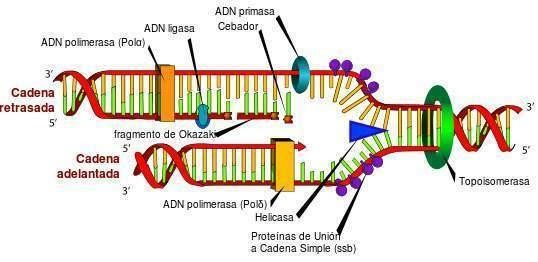 ADN primasa
ADN ligasa
Cebador
ADN polimerasa (Polα)
3'
Cadena
retrasada
5'
3'
5'
fragmento de Okazaki
Cadena
adelantada
5'
3'
Topoisomerasa
ADN polimerasa (Polδ)
Helicasa
Proteínas de Unión
a Cadena Simple (ssb)